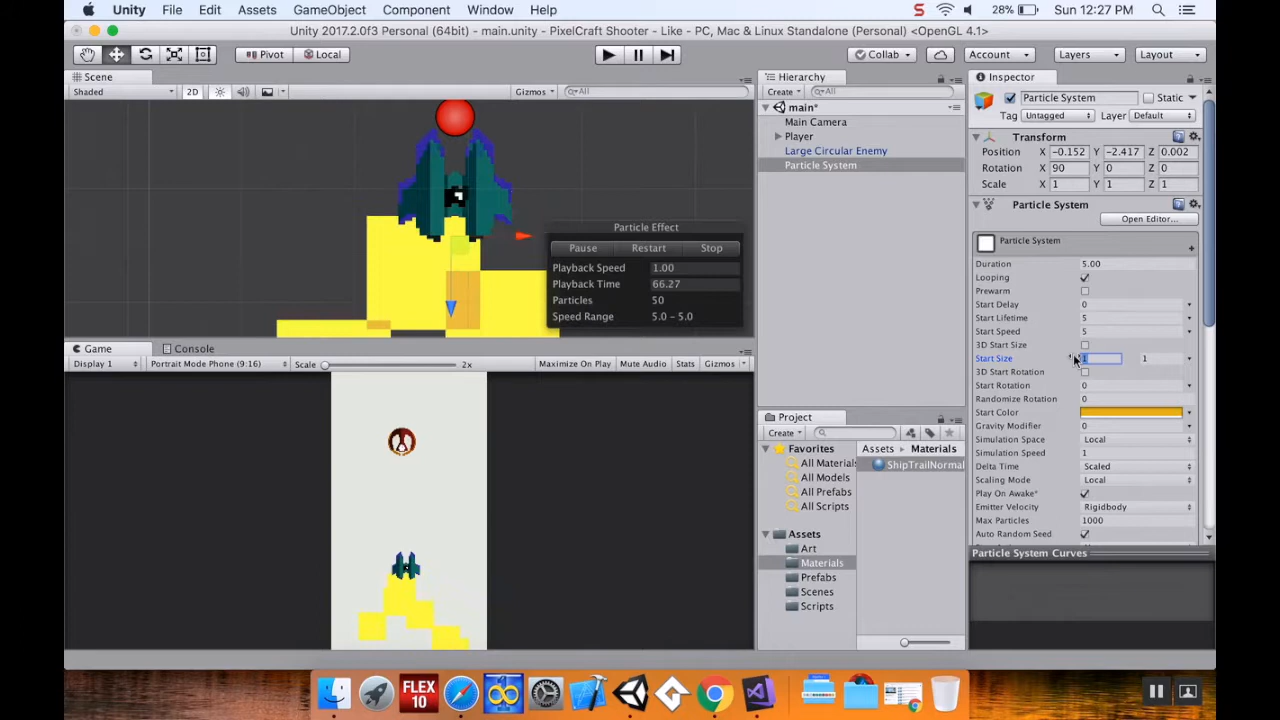 Unity File Edit Assets GameObject Component Window Help 28% Sun 12:27 PM
Unity 2017.2.0f3 Personal (64bit) - main.unity - PixelCraft Shooter - Like - PC, Mac & Linux Standalone (Personal) <OpenGL 4.1>
Pivot Local Collab Account Layers Layout
Scene
Shaded 2D Gizmos All
Particle Effect
Pause Restart Stop
Playback Speed 1.00
Playback Time 66.27
Particles 50
Speed Range 5.0 - 5.0
Game Console
Display 1 Portrait Mode Phone (9:16) Scale 2x Maximize On Play Stats Gizmos
Hierarchy
Create All
main*
Main Camera
Player
Large Circular Enemy
Particle System
Project
Create
Favorites
All Materials
All Models
All Prefabs
All Scripts
Assets
Art
Materials
Prefabs
Scenes
Scripts
Assets Materials
ShipTrailNormal
Inspector
Particle System Static
Tag Untagged Layer Default
Transform
Position X -0.152 Y -2.417 Z 0.002
Rotation X 90 Y 0 Z 0
Scale X 1 Y 1 Z 1
Particle System
Open Editor...
Particle System
Duration 5.00
Looping
Prewarm
Start Delay 0
Start Lifetime 5
Start Speed 5
3D Start Size
Start Size 1 1
3D Start Rotation
Start Rotation 0
Randomize Rotation 0
Start Color
Gravity Modifier 0
Simulation Space Local
Simulation Speed 1
Delta Time Scaled
Scaling Mode Local
Play On Awake*
Emitter Velocity Rigidbody
Max Particles 1000
Auto Random Seed
Particle System Curves
FLEX
10